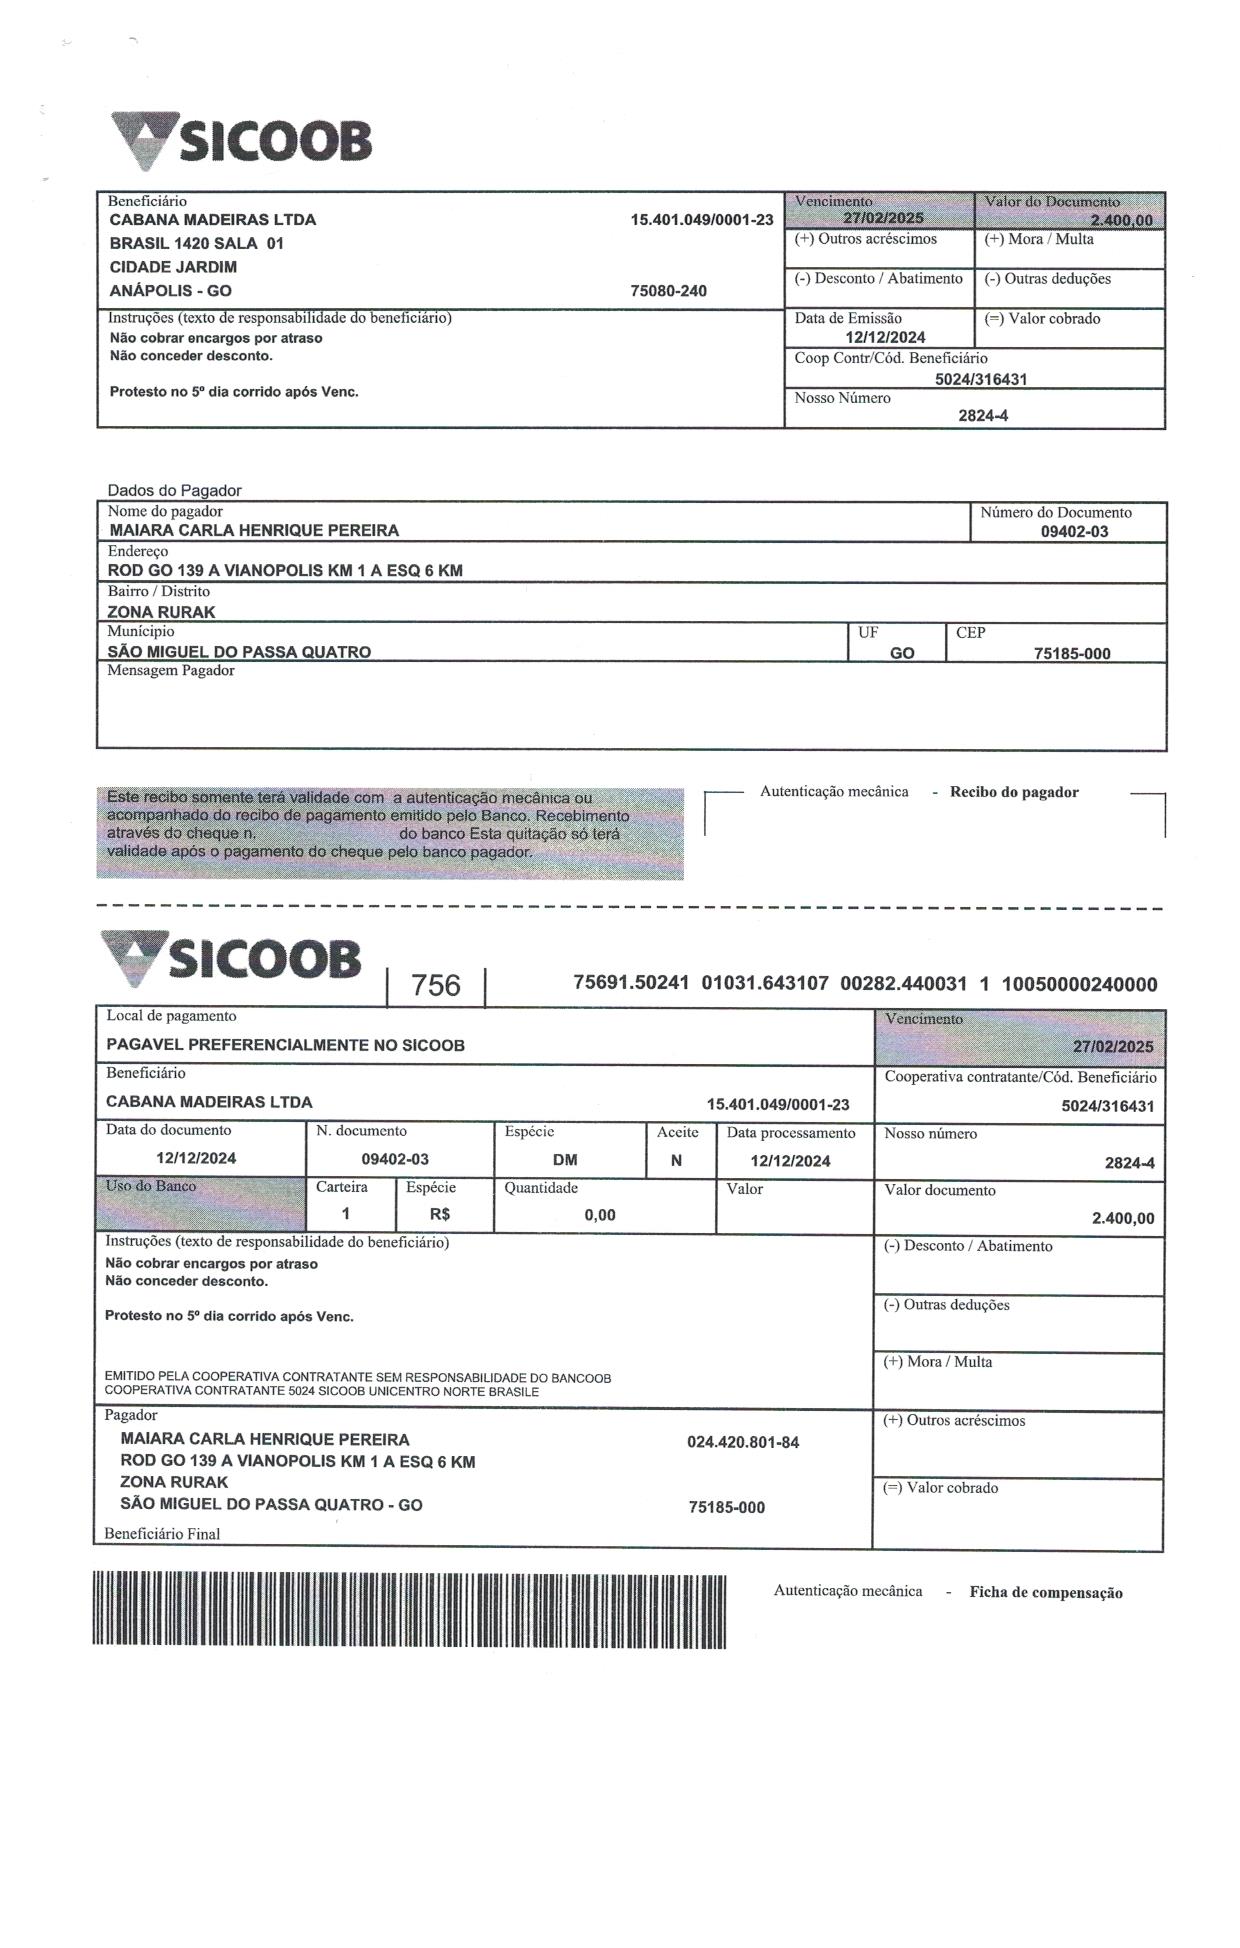 SICOOB
Beneficiário
CABANA MADEIRAS LTDA 15.401.049/0001-23
BRASIL 1420 SALA 01
CIDADE JARDIM
ANÁPOLIS - GO 75080-240
Vencimento
27/02/2025
Valor do Documento
2.400,00
(+) Outros acréscimos
(+) Mora / Multa
(-) Desconto / Abatimento
(-) Outras deduções
Instruções (texto de responsabilidade do beneficiário)
Não cobrar encargos por atraso
Não conceder desconto.
Protesto no 5º dia corrido após Venc.
Data de Emissão
12/12/2024
(=) Valor cobrado
Coop Contr/Cód. Beneficiário
5024/316431
Nosso Número
2824-4
Dados do Pagador
Nome do pagador
MAIARA CARLA HENRIQUE PEREIRA
Número do Documento
09402-03
Endereço
ROD GO 139 A VIANOPOLIS KM 1 A ESQ 6 KM
Bairro / Distrito
ZONA RURAK
Munícipio
SÃO MIGUEL DO PASSA QUATRO
UF
GO
CEP
75185-000
Mensagem Pagador
Este recibo somente terá validade com a autenticação mecânica ou
acompanhado do recibo de pagamento emitido pelo Banco. Recebimento
através do cheque n. do banco Esta quitação só terá
validade após o pagamento do cheque pelo banco pagador.
Autenticação mecânica - Recibo do pagador
SICOOB
756
75691.50241 01031.643107 00282.440031 1 10050000240000
Local de pagamento
PAGAVEL PREFERENCIALMENTE NO SICOOB
Vencimento
27/02/2025
Beneficiário
CABANA MADEIRAS LTDA 15.401.049/0001-23
Cooperativa contratante/Cód. Beneficiário
5024/316431
Data do documento
12/12/2024
N. documento
09402-03
Espécie
DM
Aceite
N
Data processamento
12/12/2024
Nosso número
2824-4
Uso do Banco
Carteira
1
Espécie
R$
Quantidade
0,00
Valor
Valor documento
2.400,00
Instruções (texto de responsabilidade do beneficiário)
Não cobrar encargos por atraso
Não conceder desconto.
Protesto no 5º dia corrido após Venc.
EMITIDO PELA COOPERATIVA CONTRATANTE SEM RESPONSABILIDADE DO BANCOOB
COOPERATIVA CONTRATANTE 5024 SICOOB UNICENTRO NORTE BRASILE
(-) Desconto / Abatimento
(-) Outras deduções
(+) Mora / Multa
(+) Outros acréscimos
(=) Valor cobrado
Pagador
MAIARA CARLA HENRIQUE PEREIRA 024.420.801-84
ROD GO 139 A VIANOPOLIS KM 1 A ESQ 6 KM
ZONA RURAK
SÃO MIGUEL DO PASSA QUATRO - GO 75185-000
Beneficiário Final
Autenticação mecânica - Ficha de compensação